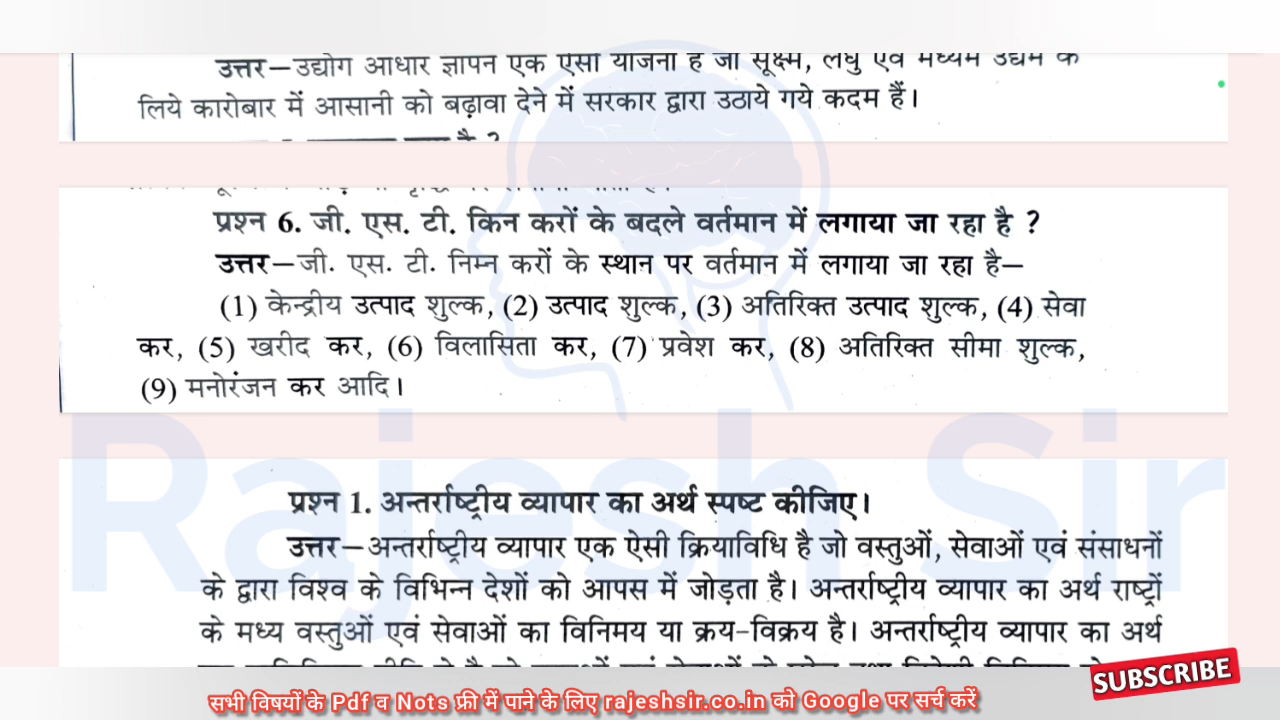 उत्तर–उद्योग आधार ज्ञापन एक ऐसी योजना है जो सूक्ष्म, लघु एवं मध्यम उद्यम के
लिये कारोबार में आसानी को बढ़ावा देने में सरकार द्वारा उठाये गये कदम हैं।
प्रश्न 6. जी. एस. टी. किन करों के बदले वर्तमान में लगाया जा रहा है ?
उत्तर–जी. एस. टी. निम्न करों के स्थान पर वर्तमान में लगाया जा रहा है–
(1) केन्द्रीय उत्पाद शुल्क, (2) उत्पाद शुल्क, (3) अतिरिक्त उत्पाद शुल्क, (4) सेवा
कर, (5) खरीद कर, (6) विलासिता कर, (7) प्रवेश कर, (8) अतिरिक्त सीमा शुल्क,
(9) मनोरंजन कर आदि।
Rajesh Sir
प्रश्न 1. अन्तर्राष्ट्रीय व्यापार का अर्थ स्पष्ट कीजिए।
उत्तर–अन्तर्राष्ट्रीय व्यापार एक ऐसी क्रियाविधि है जो वस्तुओं, सेवाओं एवं संसाधनों
के द्वारा विश्व के विभिन्न देशों को आपस में जोड़ता है। अन्तर्राष्ट्रीय व्यापार का अर्थ राष्ट्रों
के मध्य वस्तुओं एवं सेवाओं का विनिमय या क्रय-विक्रय है। अन्तर्राष्ट्रीय व्यापार का अर्थ
SUBSCRIBE
सभी विषयों के Pdf व Nots फ्री में पाने के लिए rajeshsir.co.in को Google पर सर्च करें